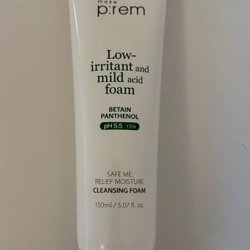 make
p:rem
Low-
irritant and
mild acid
foam
BETAIN
PANTHENOL
pH 5.5
SAFE ME.
RELIEF MOISTURE
CLEANSING FOAM
150ml / 5.07 fl. oz.